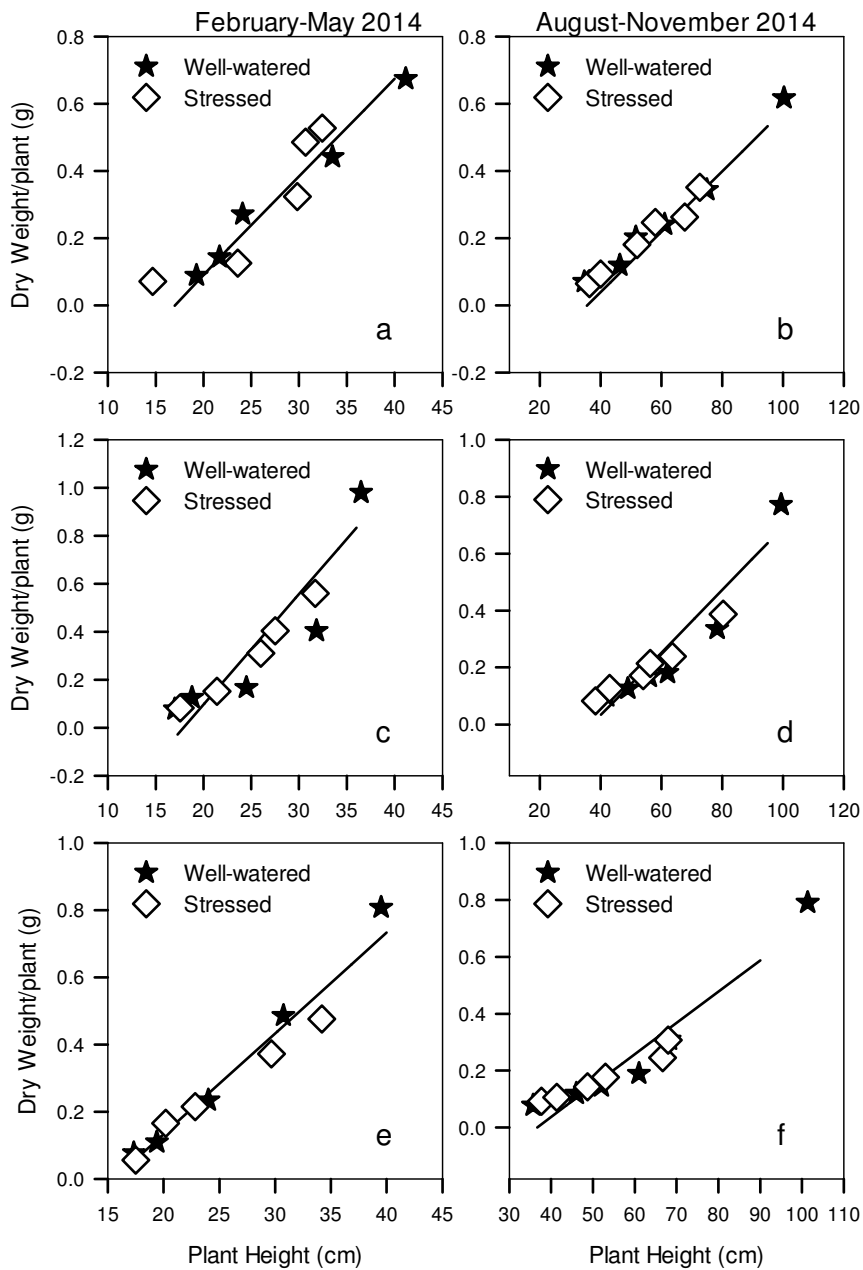 February-May 2014
August-November 2014
Dry Weight/plant (g)
0.8
0.6
0.4
0.2
0.0
-0.2
Well-watered
Stressed
a
10 15 20 25 30 35 40 45
0.8
0.6
0.4
0.2
0.0
-0.2
Well-watered
Stressed
b
20 40 60 80 100 120
Dry Weight/plant (g)
1.2
1.0
0.8
0.6
0.4
0.2
0.0
-0.2
Well-watered
Stressed
c
10 15 20 25 30 35 40 45
1.0
0.8
0.6
0.4
0.2
0.0
Well-watered
Stressed
d
20 40 60 80 100 120
Dry Weight/plant (g)
1.0
0.8
0.6
0.4
0.2
0.0
Well-watered
Stressed
e
15 20 25 30 35 40 45
Plant Height (cm)
1.0
0.8
0.6
0.4
0.2
0.0
Well-watered
Stressed
f
30 40 50 60 70 80 90 100 110
Plant Height (cm)